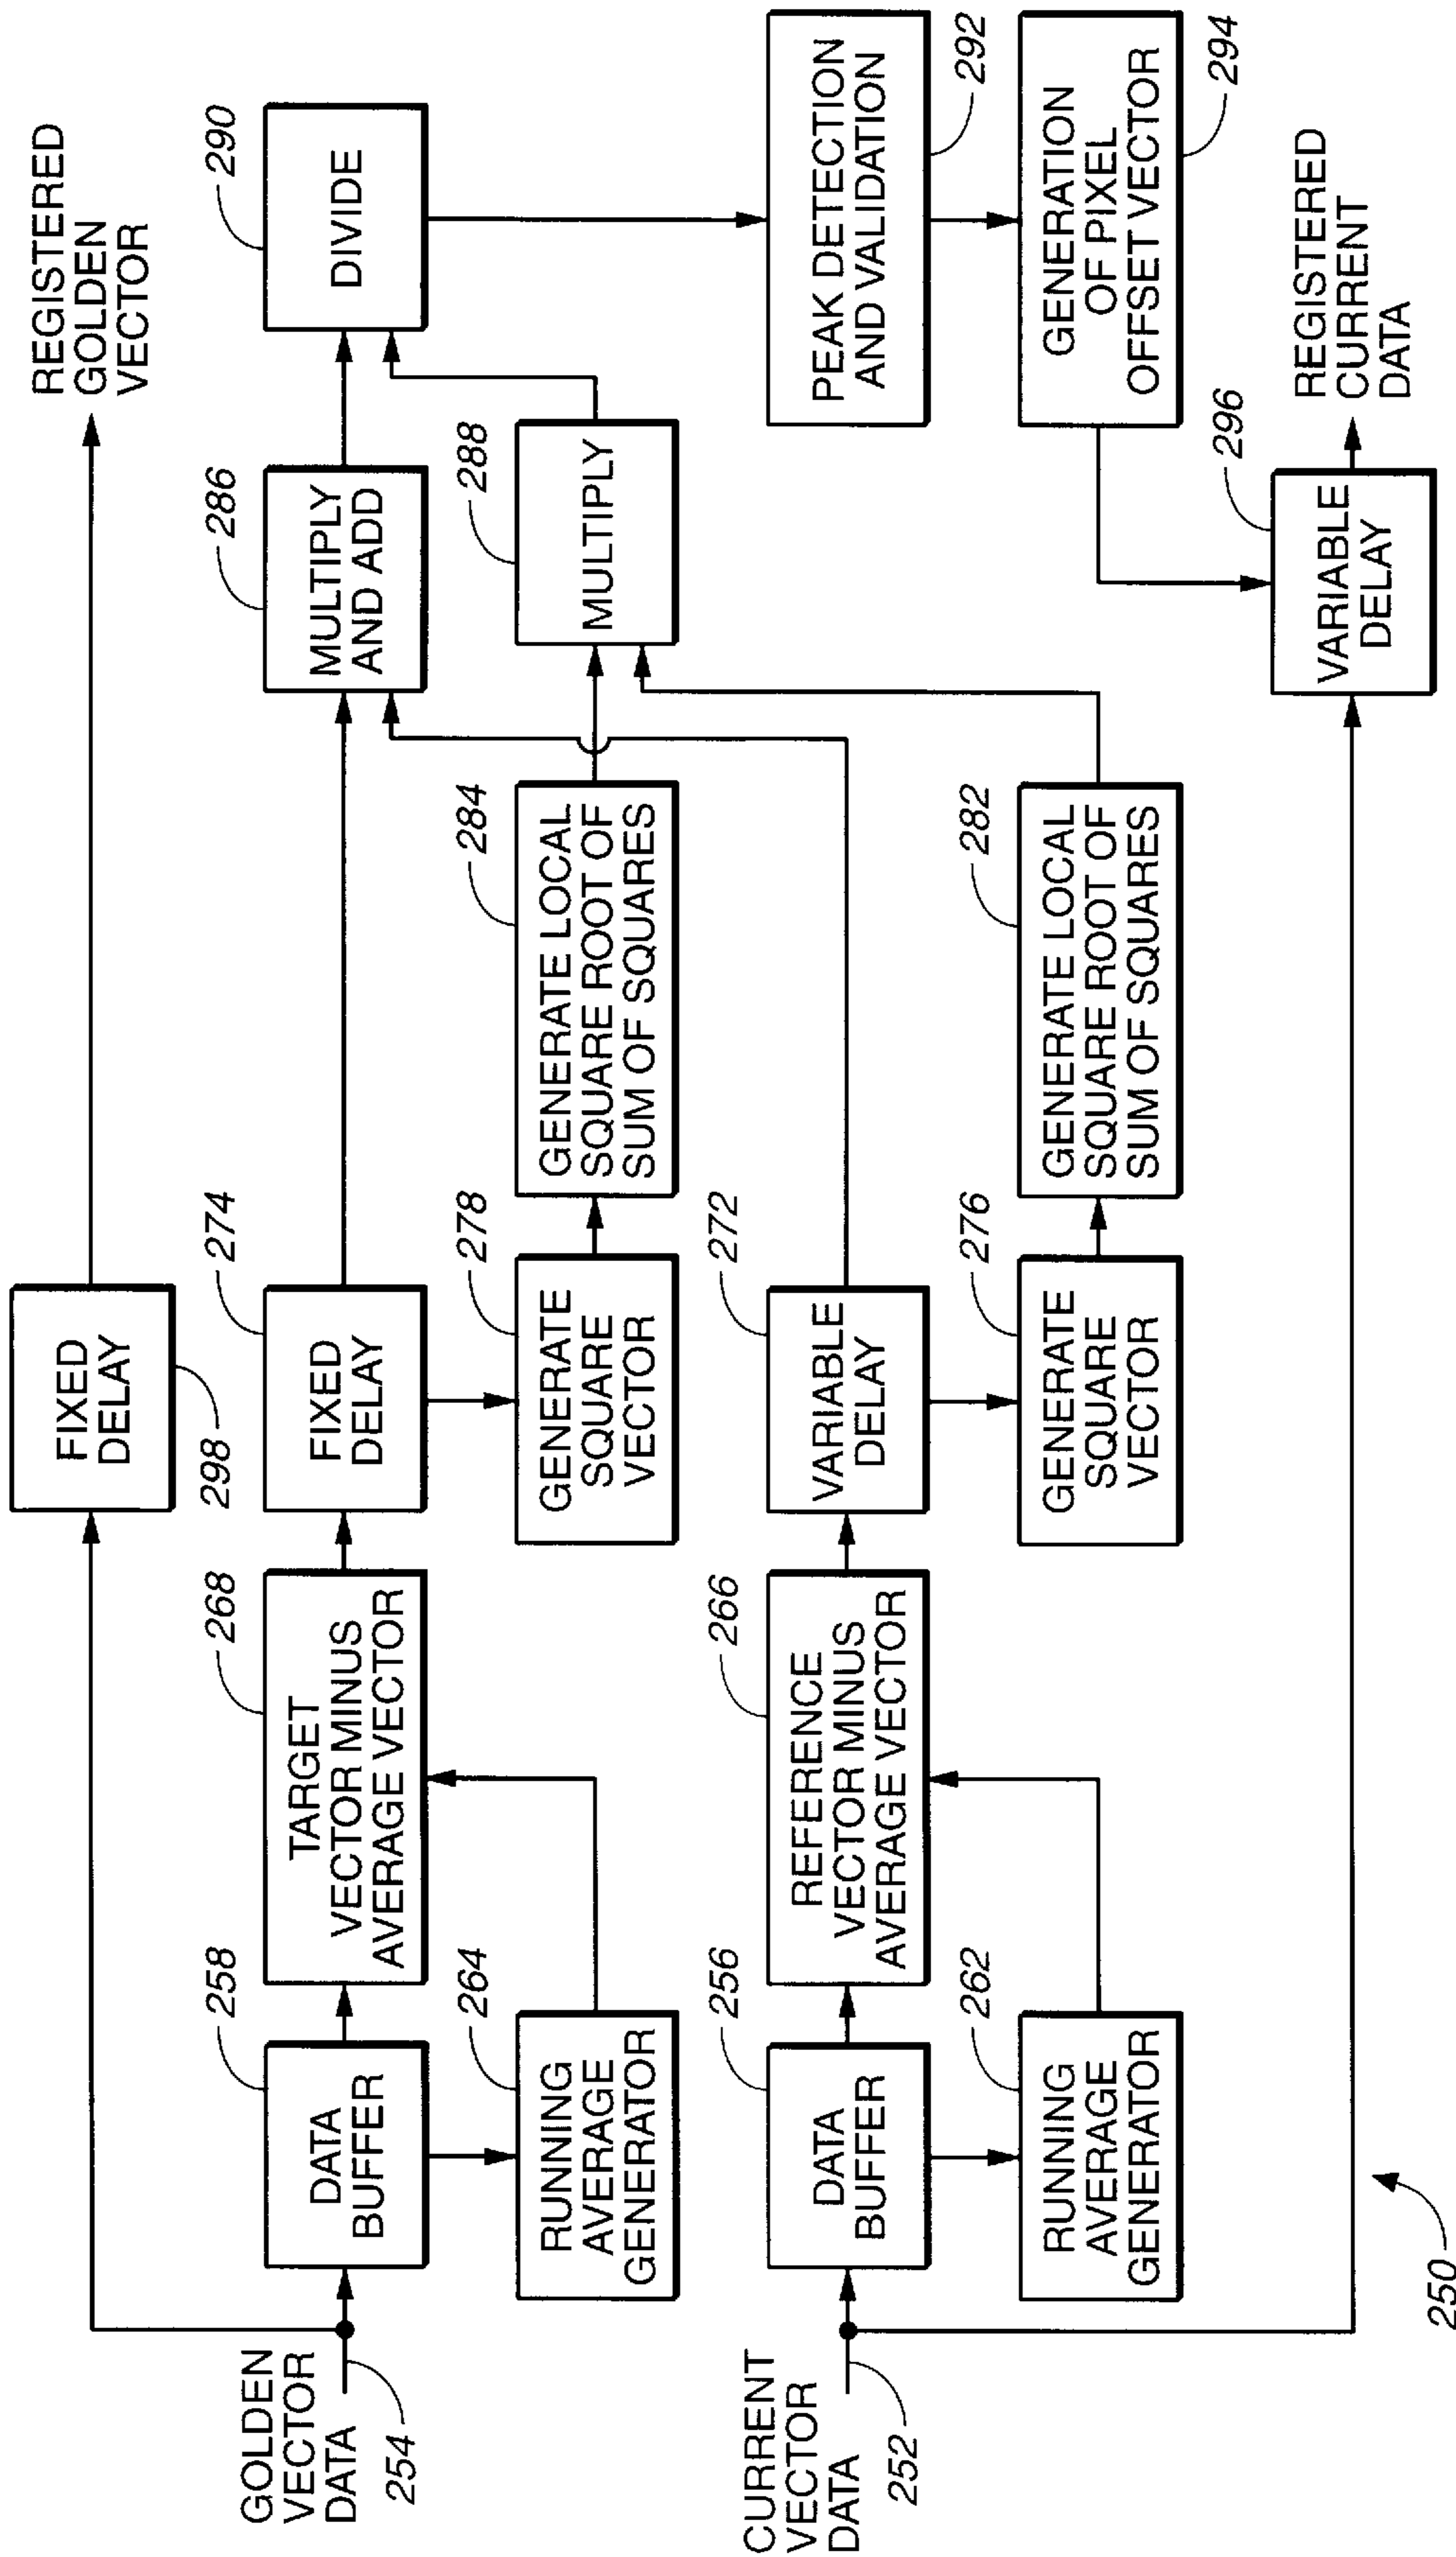 REGISTERED
GOLDEN
VECTOR
FIXED
DELAY
298
GOLDEN
VECTOR
DATA
254
258
DATA
BUFFER
268
TARGET
VECTOR MINUS
AVERAGE VECTOR
274
FIXED
DELAY
286
MULTIPLY
AND ADD
290
DIVIDE
264
RUNNING
AVERAGE
GENERATOR
278
GENERATE
SQUARE
VECTOR
284
GENERATE LOCAL
SQUARE ROOT OF
SUM OF SQUARES
288
MULTIPLY
CURRENT
VECTOR
DATA
252
256
DATA
BUFFER
266
REFERENCE
VECTOR MINUS
AVERAGE VECTOR
272
VARIABLE
DELAY
PEAK DETECTION
AND VALIDATION
292
262
RUNNING
AVERAGE
GENERATOR
276
GENERATE
SQUARE
VECTOR
282
GENERATE LOCAL
SQUARE ROOT OF
SUM OF SQUARES
GENERATION
OF PIXEL
OFFSET VECTOR
294
296
VARIABLE
DELAY
REGISTERED
CURRENT
DATA
250